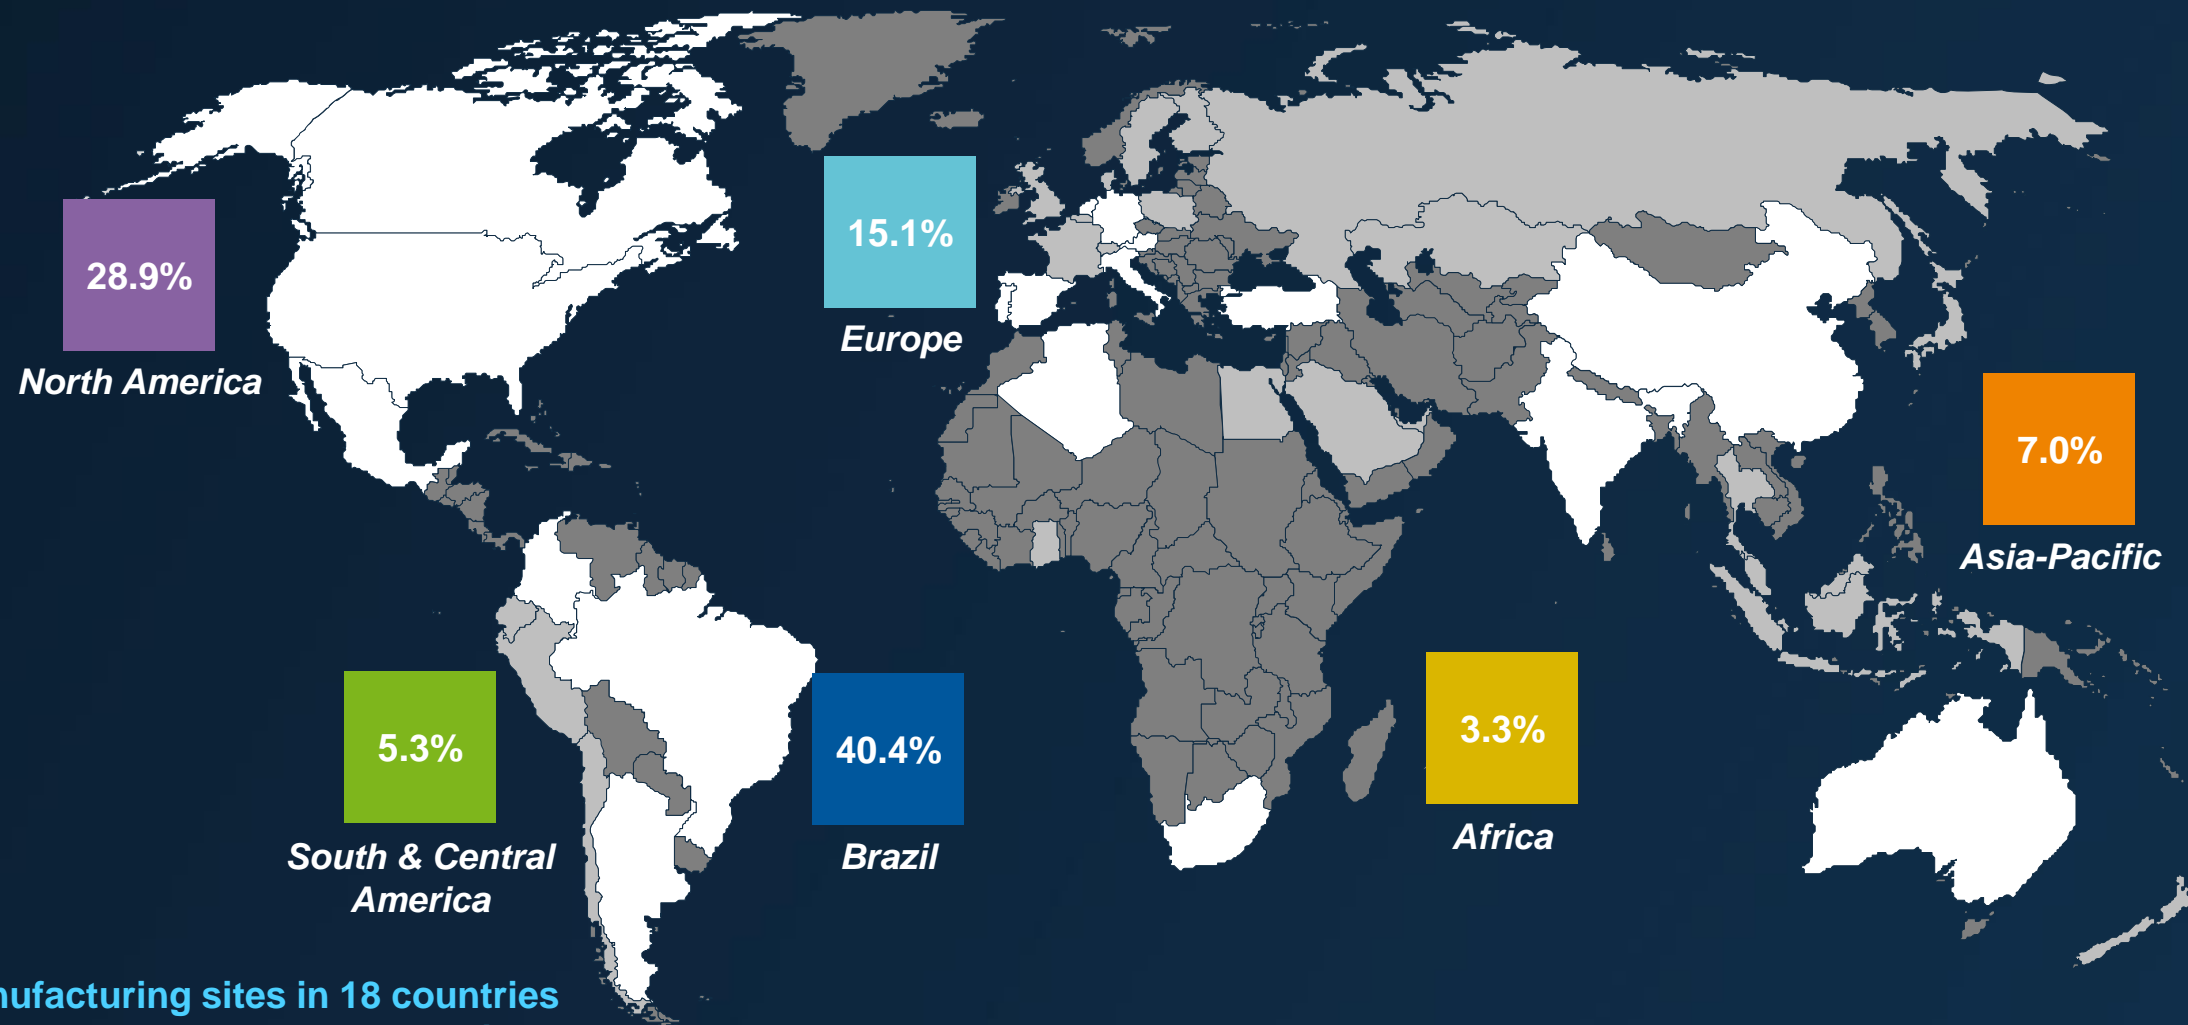 15.1%
Europe
28.9%
North America
7.0%
Asia-Pacific
5.3%
South & Central
America
40.4%
Brazil
3.3%
Africa
nufacturing sites in 18 countries